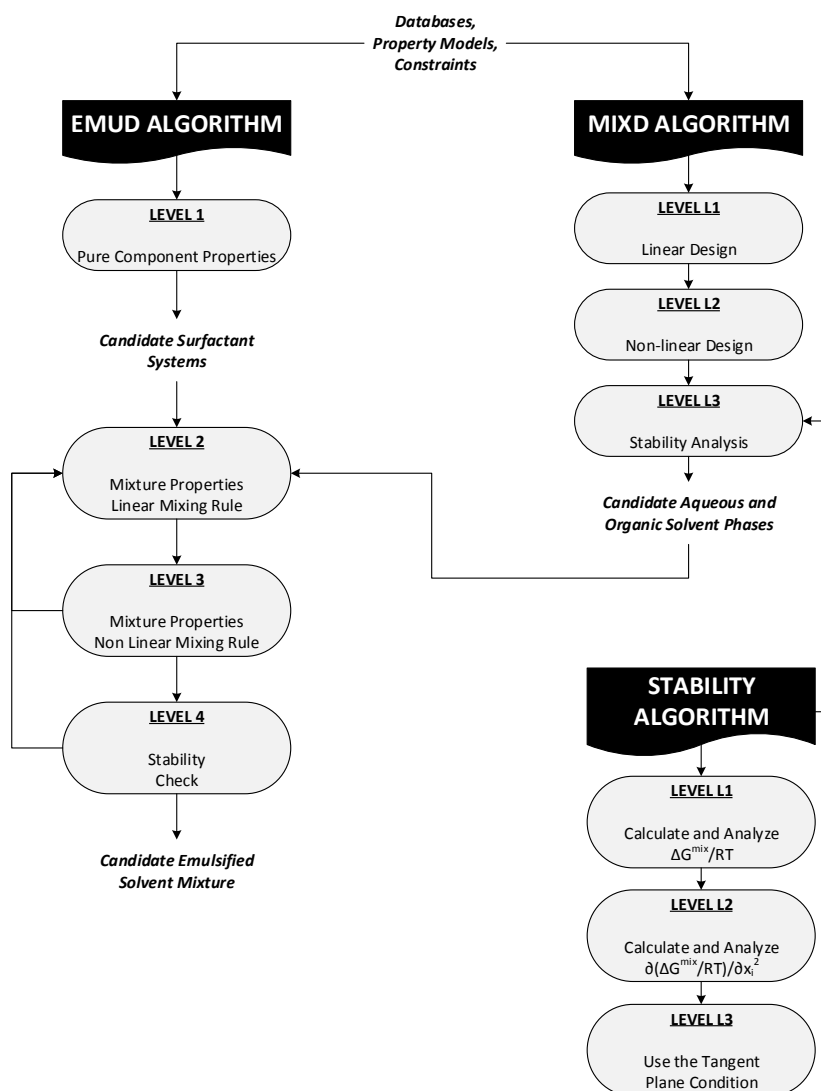 Databases,
Property Models,
Constraints
EMUD ALGORITHM
LEVEL 1
Pure Component Properties
Candidate Surfactant
Systems
LEVEL 2
Mixture Properties
Linear Mixing Rule
LEVEL 3
Mixture Properties
Non Linear Mixing Rule
LEVEL 4
Stability
Check
Candidate Emulsified
Solvent Mixture
MIXD ALGORITHM
LEVEL L1
Linear Design
LEVEL L2
Non-linear Design
LEVEL L3
Stability Analysis
Candidate Aqueous and
Organic Solvent Phases
STABILITY
ALGORITHM
LEVEL L1
Calculate and Analyze
ΔG^mix/RT
LEVEL L2
Calculate and Analyze
∂(ΔG^mix/RT)/∂x_i^2
LEVEL L3
Use the Tangent
Plane Condition